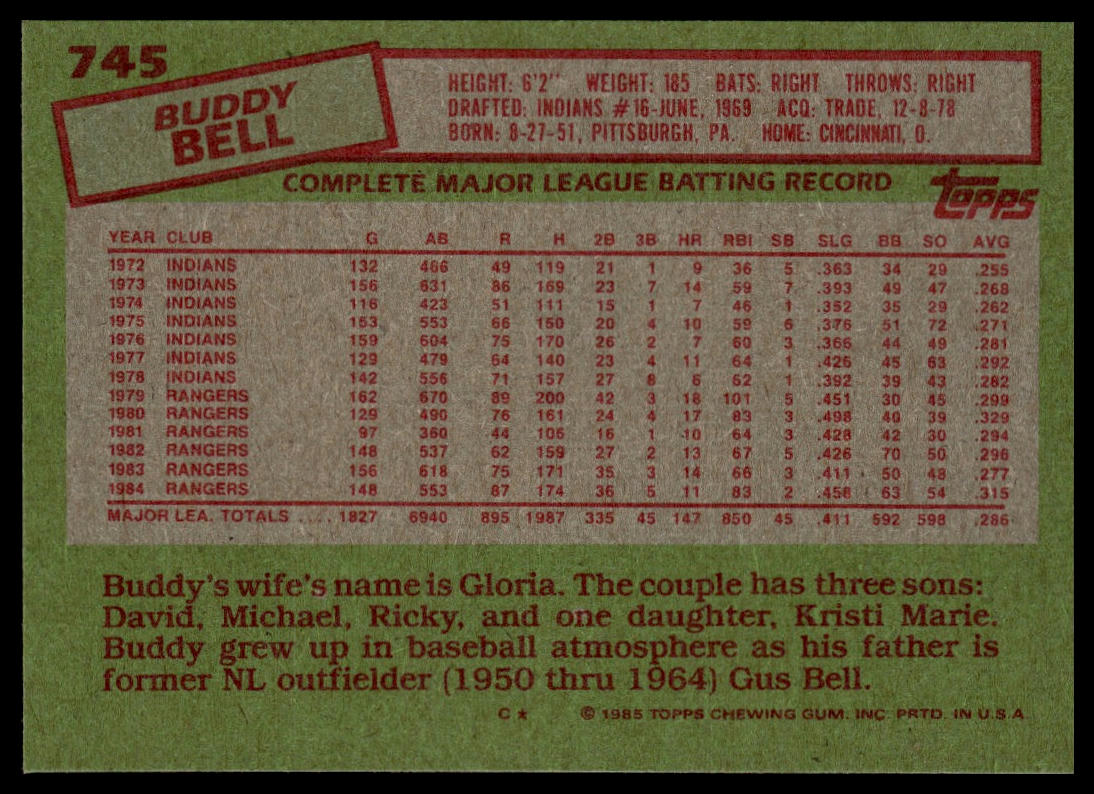 745
BUDDY
BELL
HEIGHT: 6'2" WEIGHT: 185 BATS: RIGHT THROWS: RIGHT
DRAFTED: INDIANS #16-JUNE, 1969 ACQ: TRADE, 12-8-78
BORN: 8-27-51, PITTSBURGH, PA. HOME: CINCINNATI, O.
COMPLETE MAJOR LEAGUE BATTING RECORD
topps
YEAR CLUB G AB R H 2B 3B HR RBI SB SLG BB SO AVG
1972 INDIANS 132 466 49 119 21 1 9 36 5 .363 34 29 .255
1973 INDIANS 156 631 86 169 23 7 14 59 7 .393 49 47 .268
1974 INDIANS 116 423 51 111 15 1 7 46 1 .352 35 29 .262
1975 INDIANS 153 553 66 150 20 4 10 59 6 .376 51 72 .271
1976 INDIANS 159 604 75 170 26 2 7 60 3 .366 44 49 .281
1977 INDIANS 129 479 64 140 23 4 11 64 1 .426 45 63 .292
1978 INDIANS 142 556 71 157 27 8 6 62 1 .392 39 43 .282
1979 RANGERS 162 670 89 200 42 3 18 101 5 .451 30 45 .299
1980 RANGERS 129 490 76 161 24 4 17 83 3 .498 40 39 .329
1981 RANGERS 97 360 44 106 16 1 10 64 3 .428 42 30 .294
1982 RANGERS 148 537 62 159 27 2 13 67 5 .426 70 50 .296
1983 RANGERS 156 618 75 171 35 3 14 66 3 .411 50 48 .277
1984 RANGERS 148 553 87 174 36 5 11 83 2 .458 63 54 .315
MAJOR LEA. TOTALS .... 1827 6940 895 1987 335 45 147 850 45 .411 592 598 .286
Buddy's wife's name is Gloria. The couple has three sons:
David, Michael, Ricky, and one daughter, Kristi Marie.
Buddy grew up in baseball atmosphere as his father is
former NL outfielder (1950 thru 1964) Gus Bell.
C * © 1985 TOPPS CHEWING GUM. INC. PRTD. IN U.S.A.